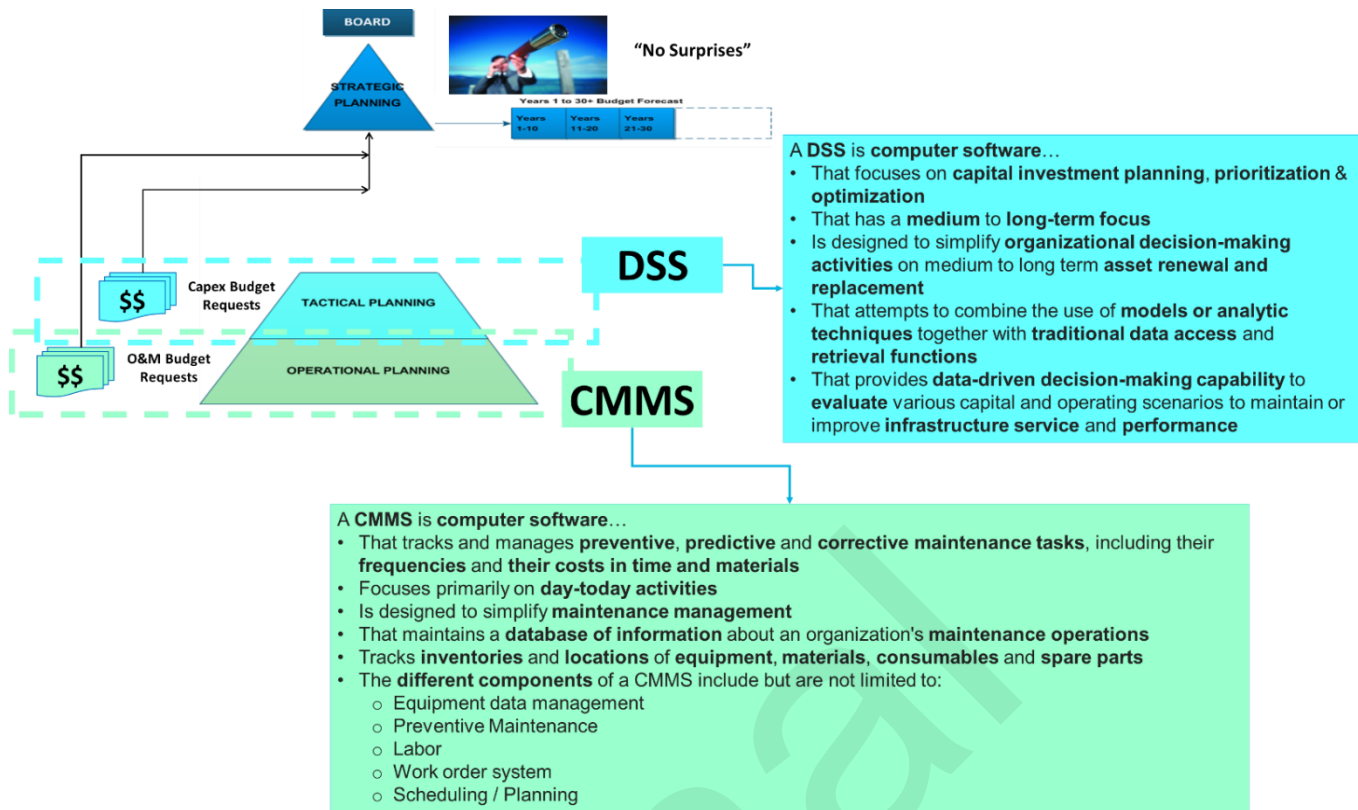 BOARD
STRATEGIC
PLANNING
“No Surprises”
Years 1 to 30+ Budget Forecast
Years
1-10
Years
11-20
Years
21-30
A DSS is computer software…
• That focuses on capital investment planning, prioritization &
optimization
• That has a medium to long-term focus
• Is designed to simplify organizational decision-making
activities on medium to long term asset renewal and
replacement
• That attempts to combine the use of models or analytic
techniques together with traditional data access and
retrieval functions
• That provides data-driven decision-making capability to
evaluate various capital and operating scenarios to maintain or
improve infrastructure service and performance
DSS
$$
Capex Budget
Requests
TACTICAL PLANNING
$$
O&M Budget
Requests
OPERATIONAL PLANNING
CMMS
A CMMS is computer software…
• That tracks and manages preventive, predictive and corrective maintenance tasks, including their
frequencies and their costs in time and materials
• Focuses primarily on day-today activities
• Is designed to simplify maintenance management
• That maintains a database of information about an organization's maintenance operations
• Tracks inventories and locations of equipment, materials, consumables and spare parts
• The different components of a CMMS include but are not limited to:
o Equipment data management
o Preventive Maintenance
o Labor
o Work order system
o Scheduling / Planning